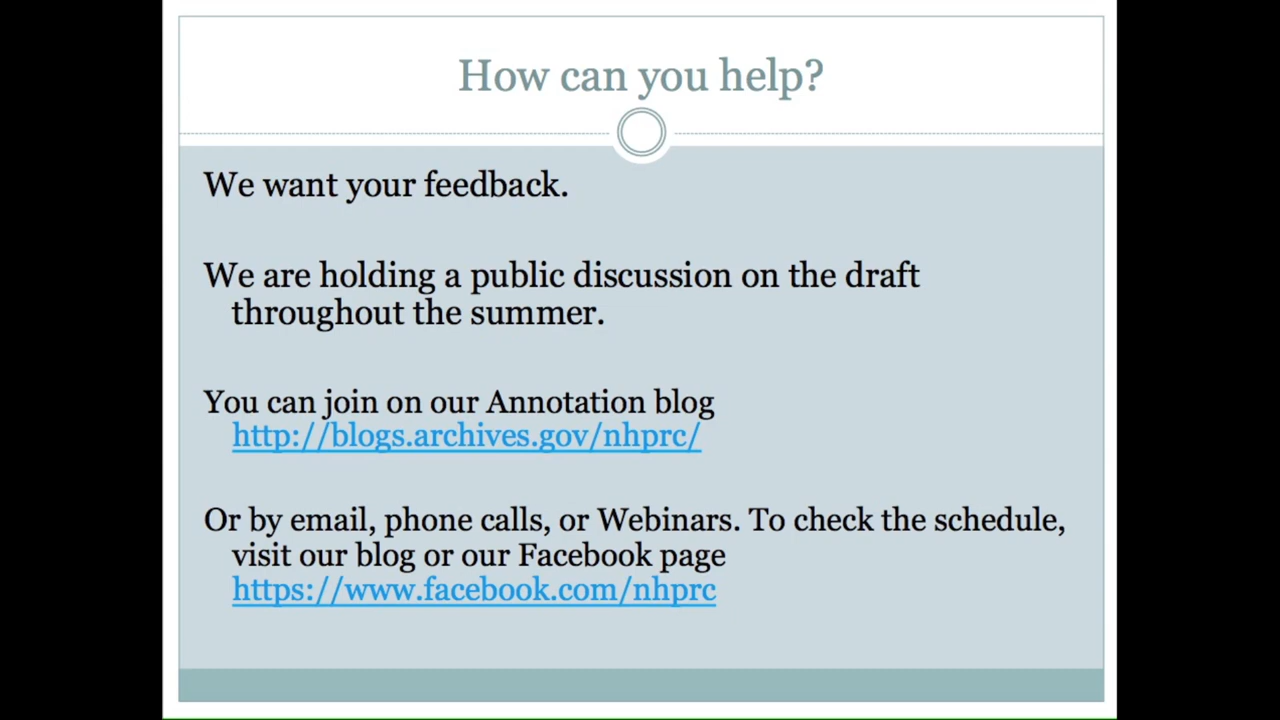 How can you help?
We want your feedback.
We are holding a public discussion on the draft
throughout the summer.
You can join on our Annotation blog
http://blogs.archives.gov/nhprc/
Or by email, phone calls, or Webinars. To check the schedule,
visit our blog or our Facebook page
https://www.facebook.com/nhprc